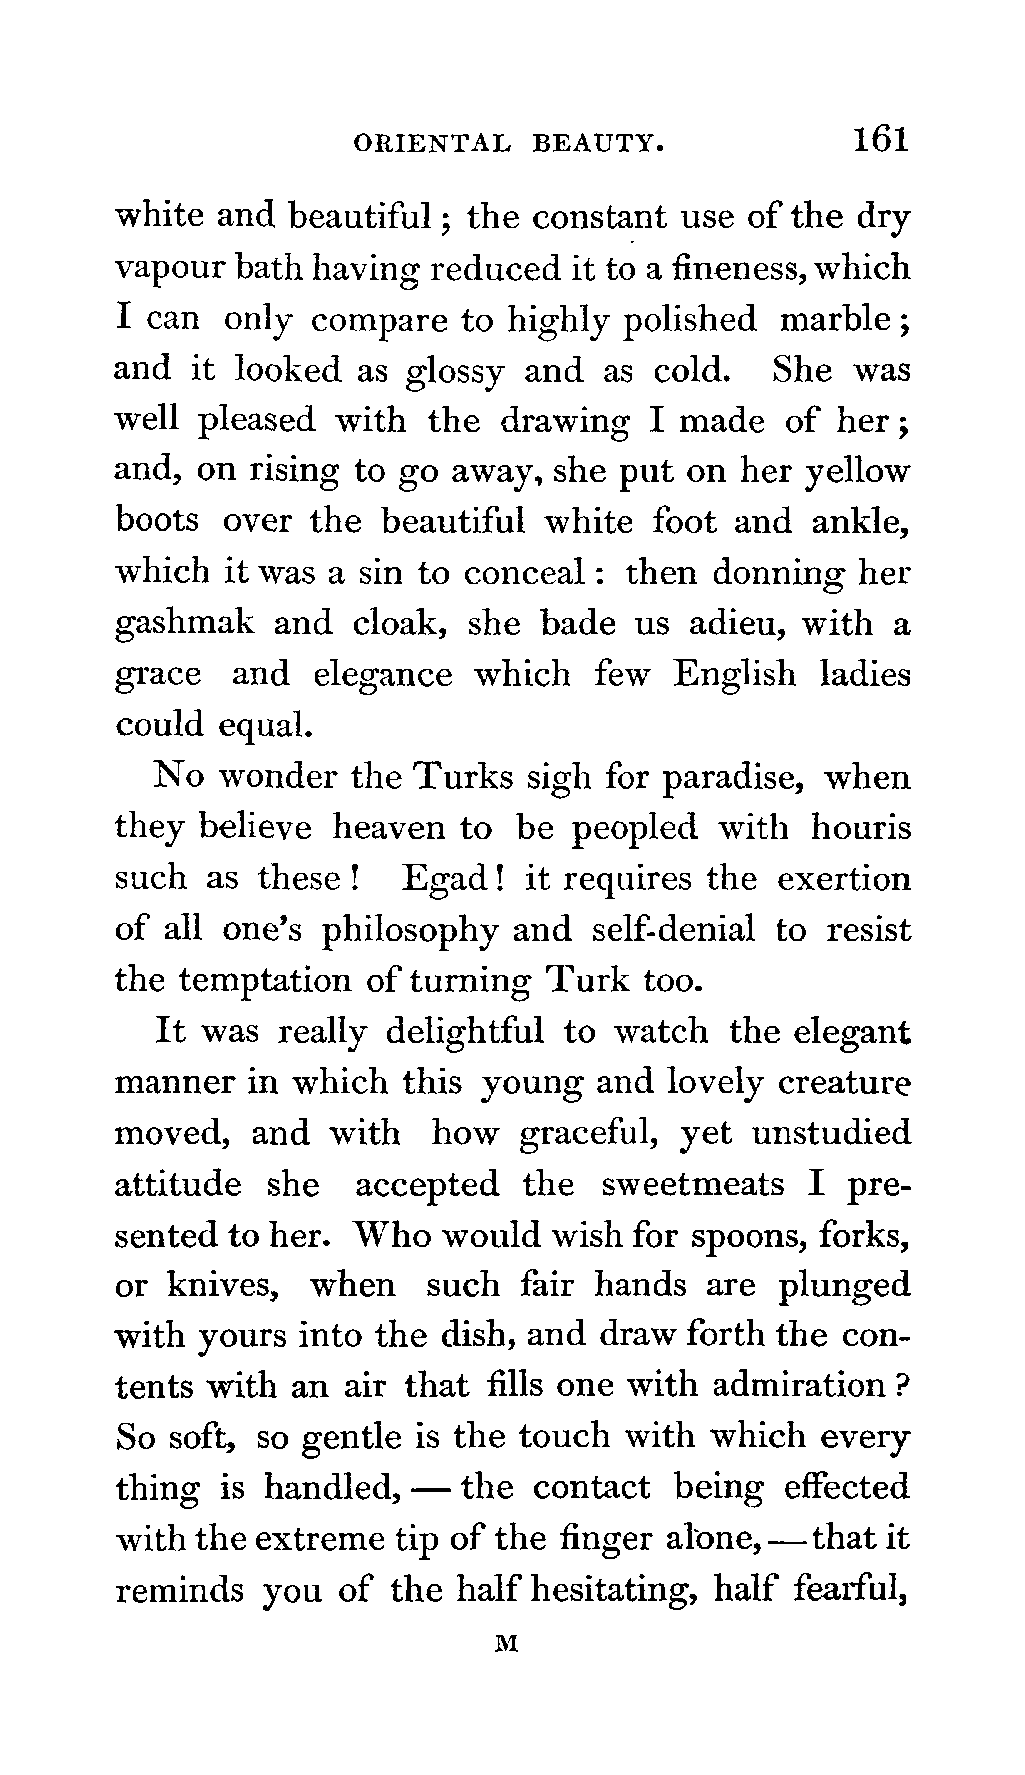 ORIENTAL BEAUTY. 161
white and beautiful ; the constant use of the dry
vapour bath having reduced it to a fineness, which
I can only compare to highly polished marble ;
and it looked as glossy and as cold. She was
well pleased with the drawing I made of her ;
and, on rising to go away, she put on her yellow
boots over the beautiful white foot and ankle,
which it was a sin to conceal : then donning her
gashmak and cloak, she bade us adieu, with a
grace and elegance which few English ladies
could equal.
No wonder the Turks sigh for paradise, when
they believe heaven to be peopled with houris
such as these ! Egad ! it requires the exertion
of all one's philosophy and self-denial to resist
the temptation of turning Turk too.
It was really delightful to watch the elegant
manner in which this young and lovely creature
moved, and with how graceful, yet unstudied
attitude she accepted the sweetmeats I pre-
sented to her. Who would wish for spoons, forks,
or knives, when such fair hands are plunged
with yours into the dish, and draw forth the con-
tents with an air that fills one with admiration ?
So soft, so gentle is the touch with which every
thing is handled, — the contact being effected
with the extreme tip of the finger alone, — that it
reminds you of the half hesitating, half fearful,
M